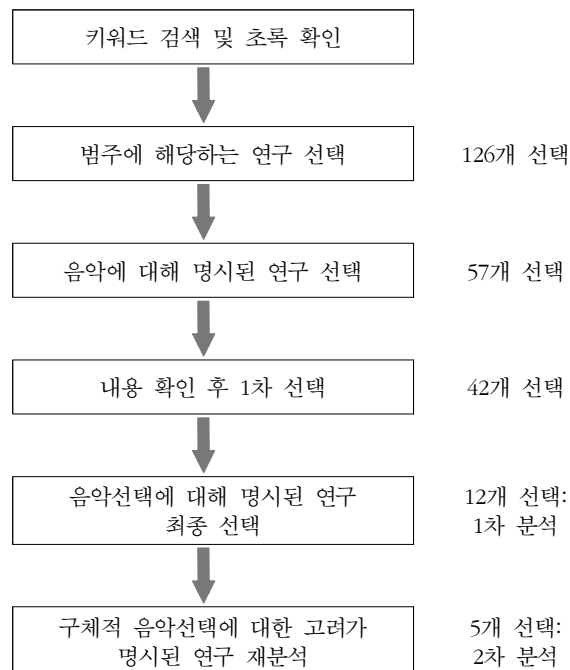 키워드 검색 및 초록 확인
범주에 해당하는 연구 선택
126개 선택
음악에 대해 명시된 연구 선택
57개 선택
내용 확인 후 1차 선택
42개 선택
음악선택에 대해 명시된 연구
최종 선택
12개 선택:
1차 분석
구체적 음악선택에 대한 고려가
명시된 연구 재분석
5개 선택:
2차 분석